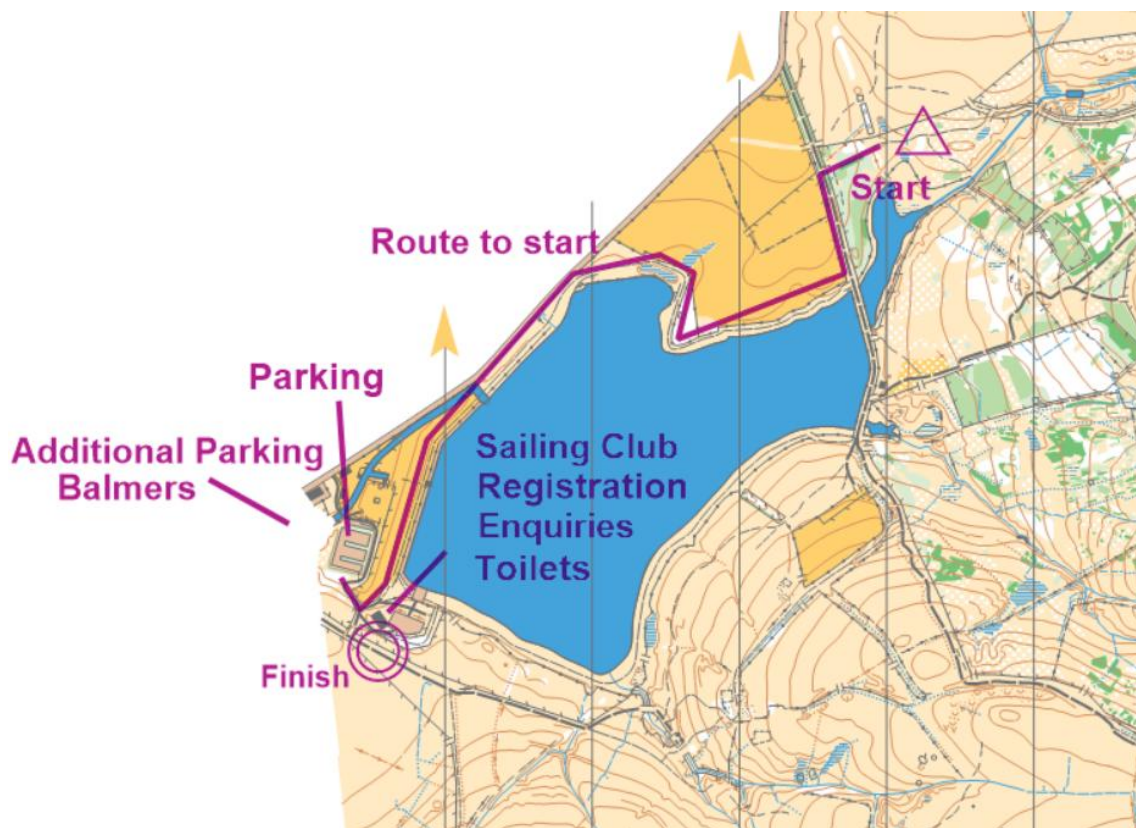 Start
Route to start
Parking
Additional Parking
Balmers
Sailing Club
Registration
Enquiries
Toilets
Finish